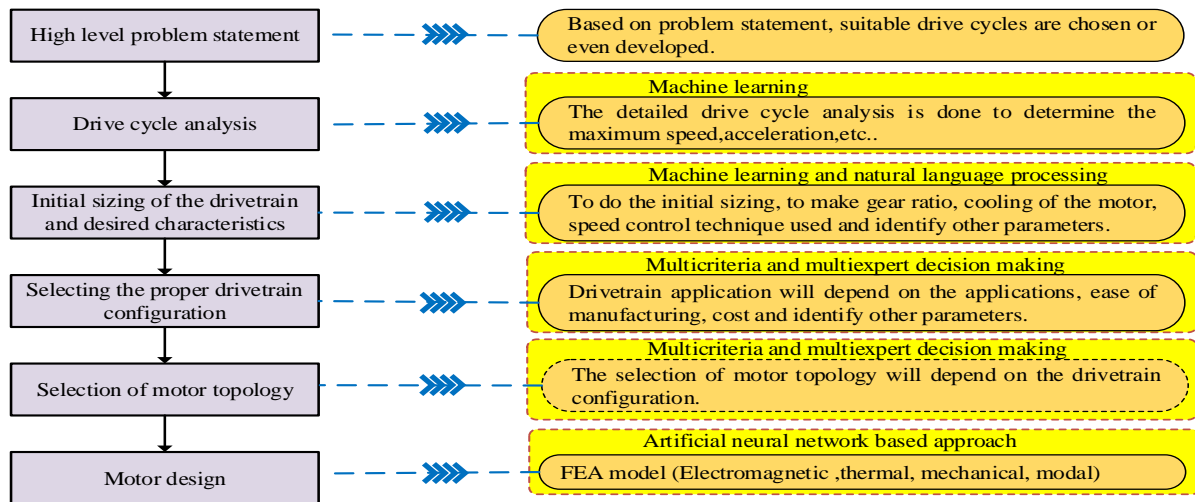 High level problem statement
Based on problem statement, suitable drive cycles are chosen or
even developed.
Machine learning
Drive cycle analysis
The detailed drive cycle analysis is done to determine the
maximum speed,acceleration,etc..
Machine learning and natural language processing
Initial sizing of the drivetrain
and desired characteristics
To do the initial sizing, to make gear ratio, cooling of the motor,
speed control technique used and identify other parameters.
Multicriteria and multiexpert decision making
Selecting the proper drivetrain
configuration
Drivetrain application will depend on the applications, ease of
manufacturing, cost and identify other parameters.
Multicriteria and multiexpert decision making
Selection of motor topology
The selection of motor topology will depend on the drivetrain
configuration.
Artificial neural network based approach
Motor design
FEA model (Electromagnetic ,thermal, mechanical, modal)